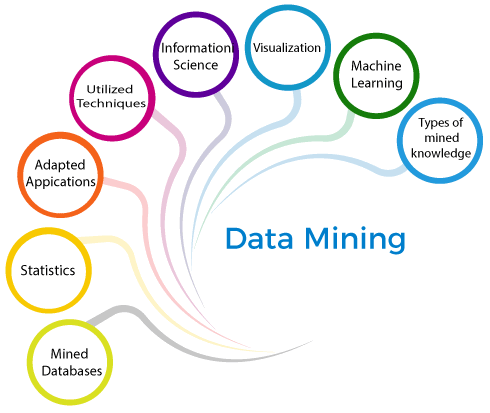 Information
Science
Visualization
Machine
Learning
Utilized
Techniques
Types of
mined
knowledge
Adapted
Appications
Data Mining
Statistics
Mined
Databases